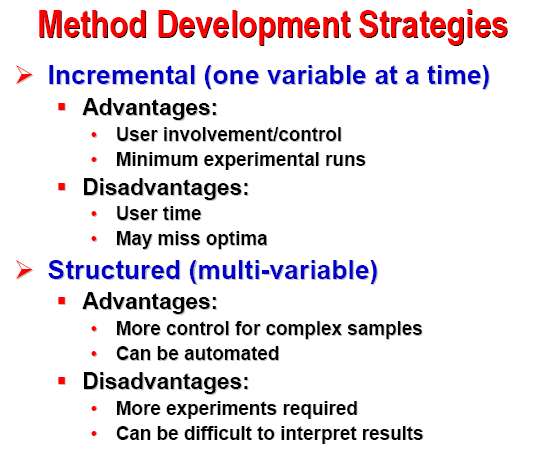 Method Development Strategies
Incremental (one variable at a time)
Advantages:
User involvement/control
Minimum experimental runs
Disadvantages:
User time
May miss optima
Structured (multi-variable)
Advantages:
More control for complex samples
Can be automated
Disadvantages:
More experiments required
Can be difficult to interpret results